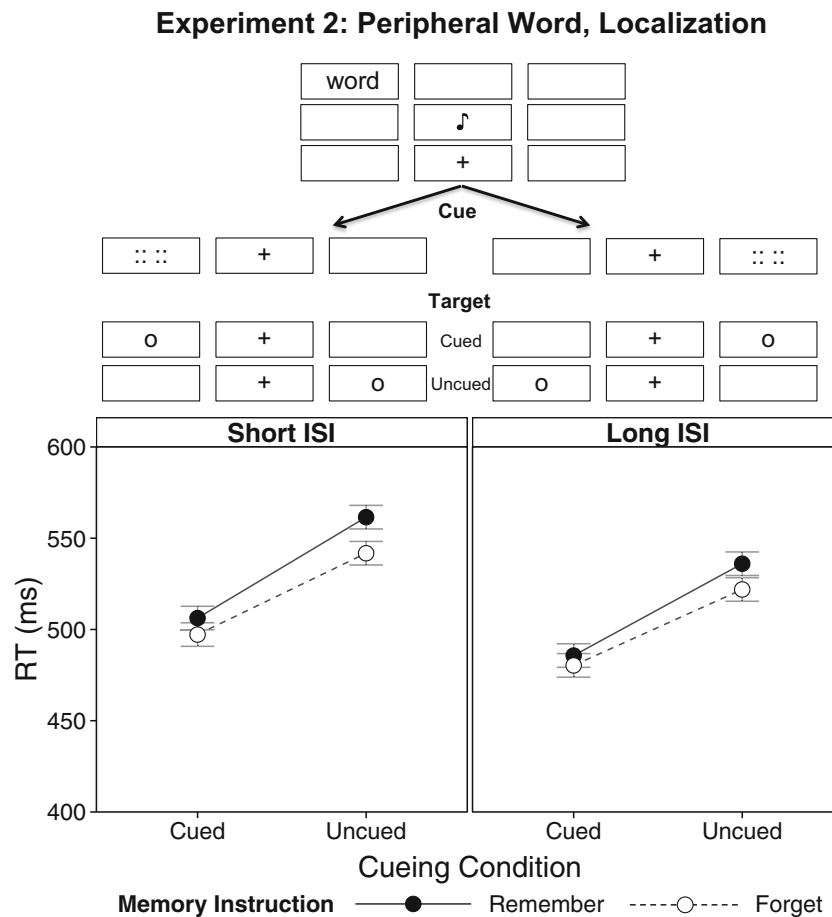 Experiment 2: Peripheral Word, Localization
word
♪
+
Cue
:: :: + + :: ::
Target
o + Cued + o
+ o Uncued o +
Short ISI Long ISI
600
550
500
450
400
RT (ms)
Cued Uncued Cued Uncued
Cueing Condition
Memory Instruction Remember Forget